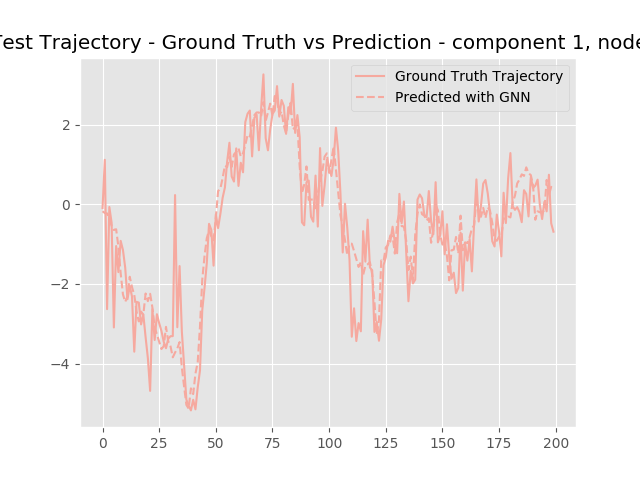 Test Trajectory - Ground Truth vs Prediction - component 1, node
Ground Truth Trajectory
Predicted with GNN
2
0
−2
−4
0 25 50 75 100 125 150 175 200